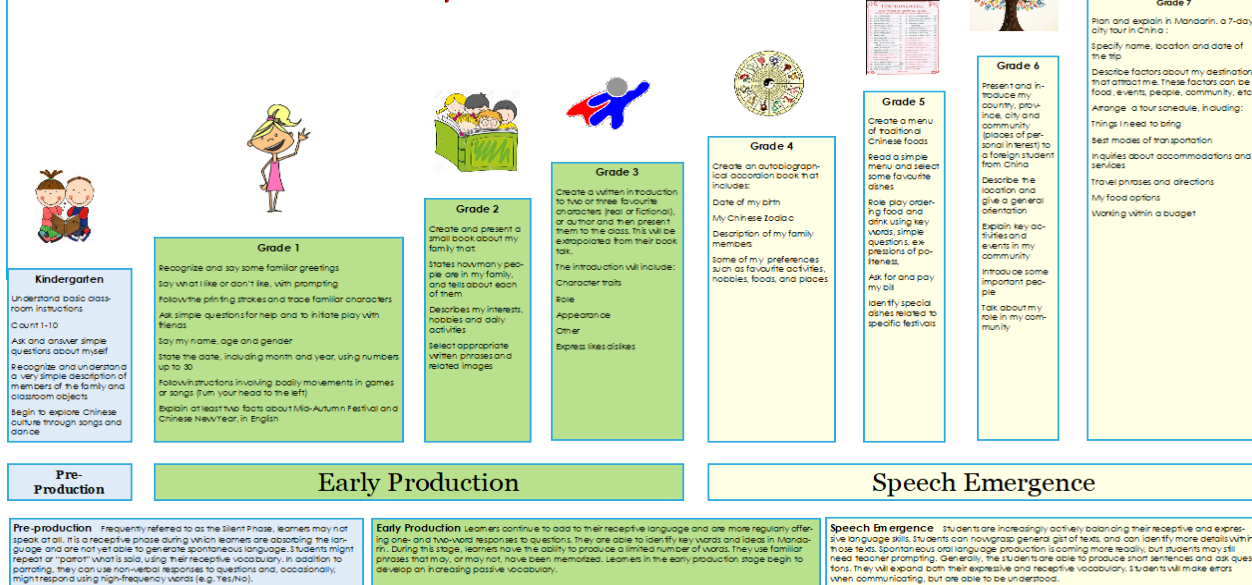 Kindergarten
Understand basic class-
room instructions
Count 1-10
Ask and answer simple
questions about myself
Recognize and understand
a very simple description of
members of the family and
classroom objects
Begin to explore Chinese
culture through songs and
dance
Grade 1
Recognize and say some familiar greetings
Say what I like or don't like, with prompting
Follow the printing strokes and trace familiar characters
Ask simple questions for help and to initiate play with
friends
Say my name, age and gender
State the date, including month and year, using numbers
up to 30
Follow instructions involving bodily movements in games
or songs (Turn your head to the left)
Explain at least two facts about Mid-Autumn Festival and
Chinese New Year, in English
Grade 2
Create and present a
small book about my
family that
States how many peo-
ple are in my family,
and tells about each
of them
Describes my interests,
hobbies and daily
activities
Select appropriate
written phrases and
related images
Grade 3
Create a written introduction
to two or three favourite
characters (real or fictional),
or author and then present
them to the class. This will be
extrapolated from their book
talk.
The introduction will include:
Character traits
Role
Appearance
Other
Express likes dislikes
Grade 4
Create an autobiograph-
ical accordion book that
includes:
Date of my birth
My Chinese Zodiac
Description of my family
members
Some of my preferences
such as favourite activities,
hobbies, foods, and places
Grade 5
Create a menu
of traditional
Chinese foods
Read a simple
menu and select
some favourite
dishes
Role play order-
ing food and
drink using key
words, simple
questions, ex-
pressions of po-
liteness,
Ask for and pay
my bill
Identify special
dishes related to
specific festivals
Grade 6
Present and in-
troduce my
country, prov-
ince, city and
community
(places of per-
sonal interest) to
a foreign student
from China
Describe the
location and
give a general
orientation
Explain key ac-
tivities and
events in my
community
Introduce some
important peo-
ple
Talk about my
role in my com-
munity
Grade 7
Plan and explain in Mandarin. a 7-day
city tour in China :
Specify name, location and date of
the trip
Describe factors about my destination
that attract me. These factors can be
food, events, people, community, etc
Arrange a tour schedule, including:
Things I need to bring
Best modes of transportation
Inquiries about accommodations and
services
Travel phrases and directions
My food options
Working within a budget
Pre-
Production
Early Production
Speech Emergence
Pre-production Frequently referred to as the Silent Phase, learners may not
speak at all. It is a receptive phase during which learners are absorbing the lan-
guage and are not yet able to generate spontaneous language. Students might
repeat or "parrot" what is said, using their receptive vocabulary. In addition to
parroting, they can use non-verbal responses to questions and, occasionally,
might respond using high-frequency words (e.g. Yes/No).
Early Production Learners continue to add to their receptive language and are more regularly offer-
ing one- and two-word responses to questions. They are able to identify key words and ideas in Manda-
rin. During this stage, learners have the ability to produce a limited number of words. They use familiar
phrases that may, or may not, have been memorized. Learners in the early production stage begin to
develop an increasing passive vocabulary.
Speech Emergence Students are increasingly actively balancing their receptive and expres-
sive language skills. Students can now grasp general gist of texts, and can identify more details within
those texts. Spontaneous oral language production is coming more readily, but students may still
need teacher prompting. Generally, the students are able to produce short sentences and ask ques-
tions. They will expand both their expressive and receptive vocabulary. Students will make errors
when communicating, but are able to be understood.